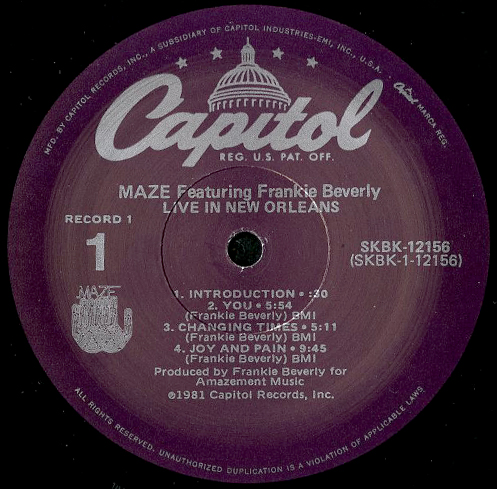 MFD. BY CAPITOL RECORDS, INC., A SUBSIDIARY OF CAPITOL INDUSTRIES-EMI, INC., U.S.A. • Capitol MARCA REG.
Capitol
REG. U.S. PAT. OFF.
MAZE Featuring Frankie Beverly
LIVE IN NEW ORLEANS
RECORD 1
1
SKBK-12156
(SKBK-1-12156)
MAZE
1. INTRODUCTION • :30
2. YOU • 5:54
(Frankie Beverly) BMI
3. CHANGING TIMES • 5:11
(Frankie Beverly) BMI
4. JOY AND PAIN • 9:45
(Frankie Beverly) BMI
Produced by Frankie Beverly for
Amazement Music
℗1981 Capitol Records, Inc.
ALL RIGHTS RESERVED. UNAUTHORIZED DUPLICATION IS A VIOLATION OF APPLICABLE LAWS